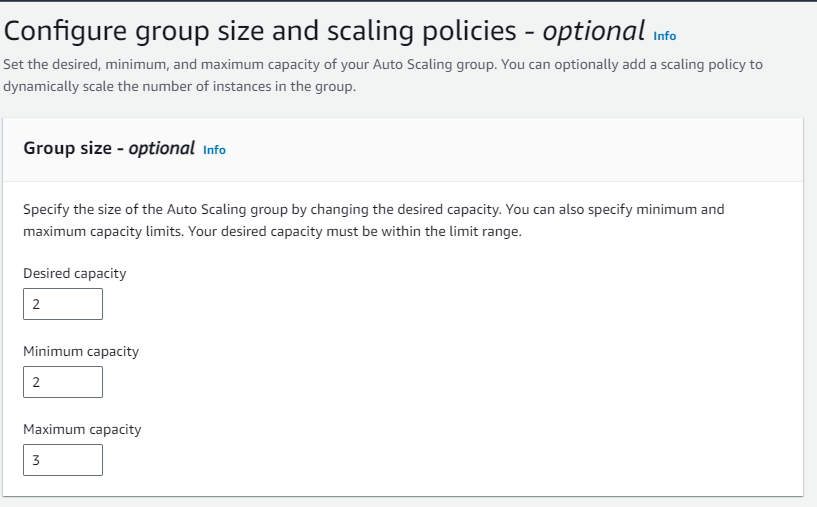 Configure group size and scaling policies - optional Info
Set the desired, minimum, and maximum capacity of your Auto Scaling group. You can optionally add a scaling policy to
dynamically scale the number of instances in the group.
Group size - optional Info
Specify the size of the Auto Scaling group by changing the desired capacity. You can also specify minimum and
maximum capacity limits. Your desired capacity must be within the limit range.
Desired capacity
2
Minimum capacity
2
Maximum capacity
3